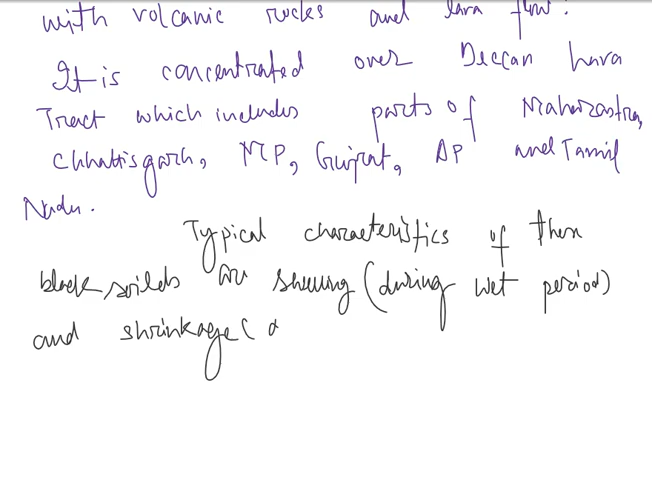 with volcanic rocks and lava flow.
It is concentrated over Deccan Lava
Tract which includes parts of Maharastra,
Chhattisgarh, MP, Gujrat, AP and Tamil
Nadu.
Typical characteristics of these
black soils are swelling (during wet period)
and shrinkage ( d